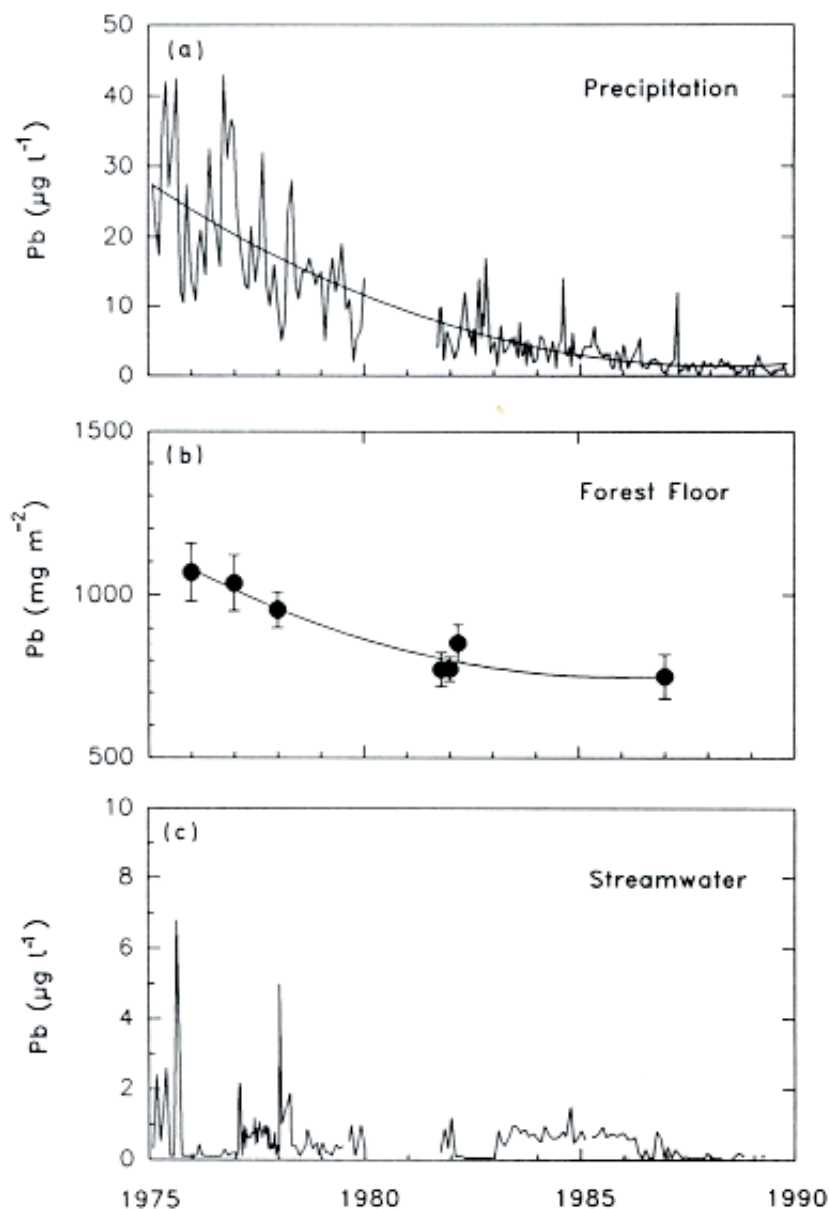 50
(a)
Precipitation
40
30
20
10
0
Pb (µg l⁻¹)
1500
(b)
Forest Floor
1000
500
Pb (mg m⁻²)
10
(c)
8
Streamwater
6
4
2
0
Pb (µg l⁻¹)
1975 1980 1985 1990